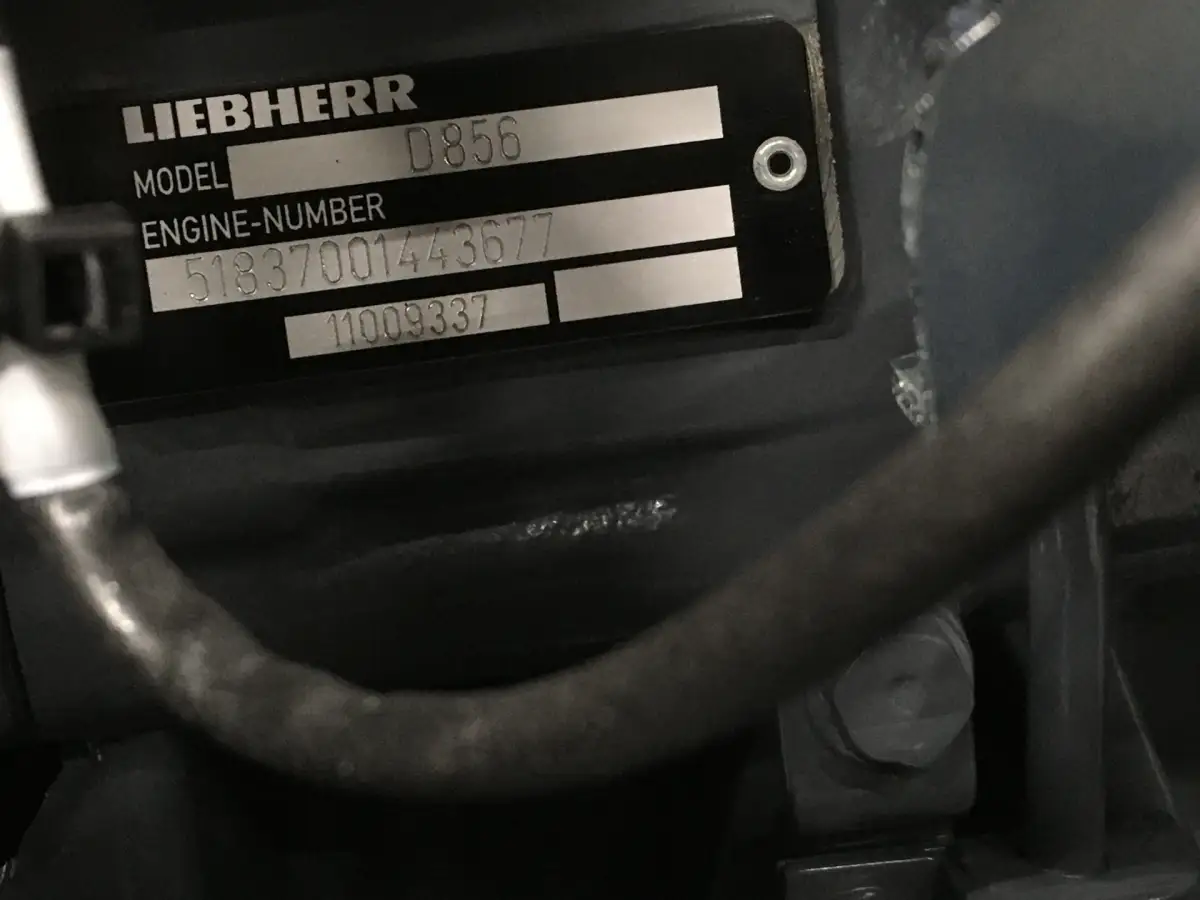 LIEBHERR
MODEL D856
ENGINE-NUMBER
51837001443677
11009337